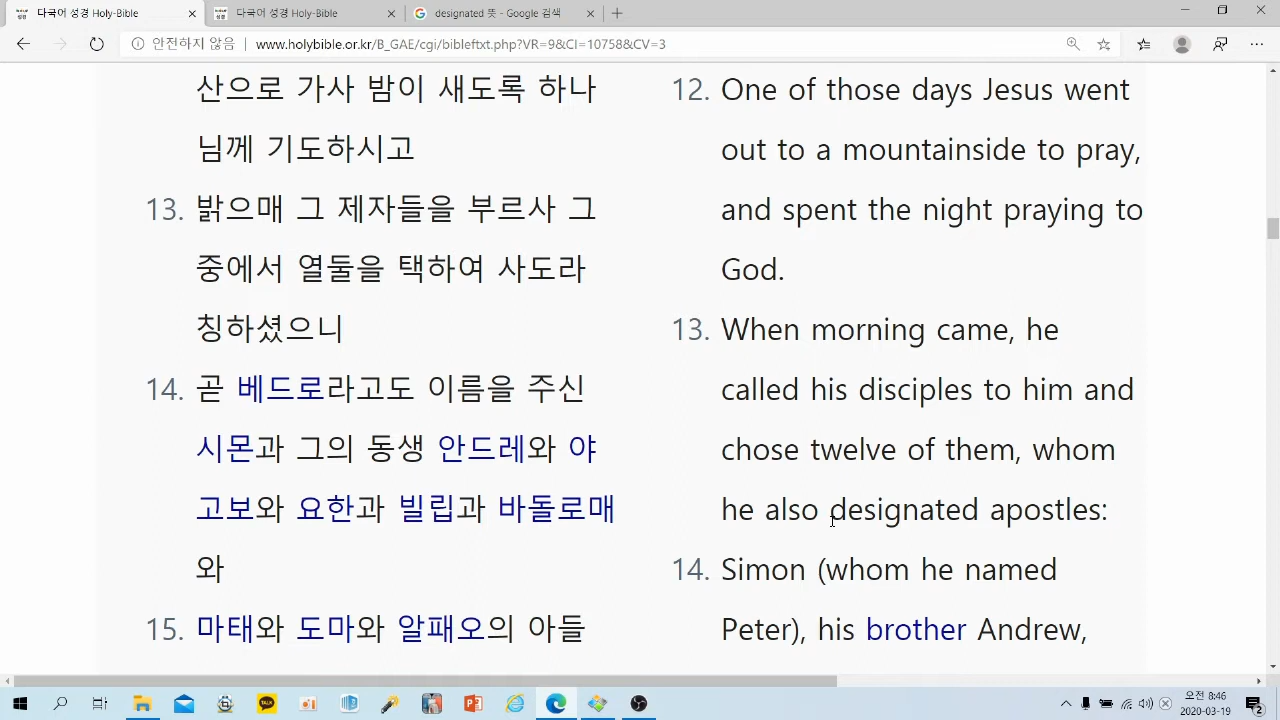 다국어 성경 Holy-Bible
다국어 성경 Holy-Bible
designated 뜻 - Google 검색
안전하지 않음 www.holybible.or.kr/B_GAE/cgi/bibleftxt.php?VR=9&CI=10758&CV=3
산으로 가사 밤이 새도록 하나
님께 기도하시고
13. 밝으매 그 제자들을 부르사 그
중에서 열둘을 택하여 사도라
칭하셨으니
14. 곧 베드로라고도 이름을 주신
시몬과 그의 동생 안드레와 야
고보와 요한과 빌립과 바돌로매
와
15. 마태와 도마와 알패오의 아들
12. One of those days Jesus went
out to a mountainside to pray,
and spent the night praying to
God.
13. When morning came, he
called his disciples to him and
chose twelve of them, whom
he also designated apostles:
14. Simon (whom he named
Peter), his brother Andrew,
TALK
오전 8:46
2020-03-19
2